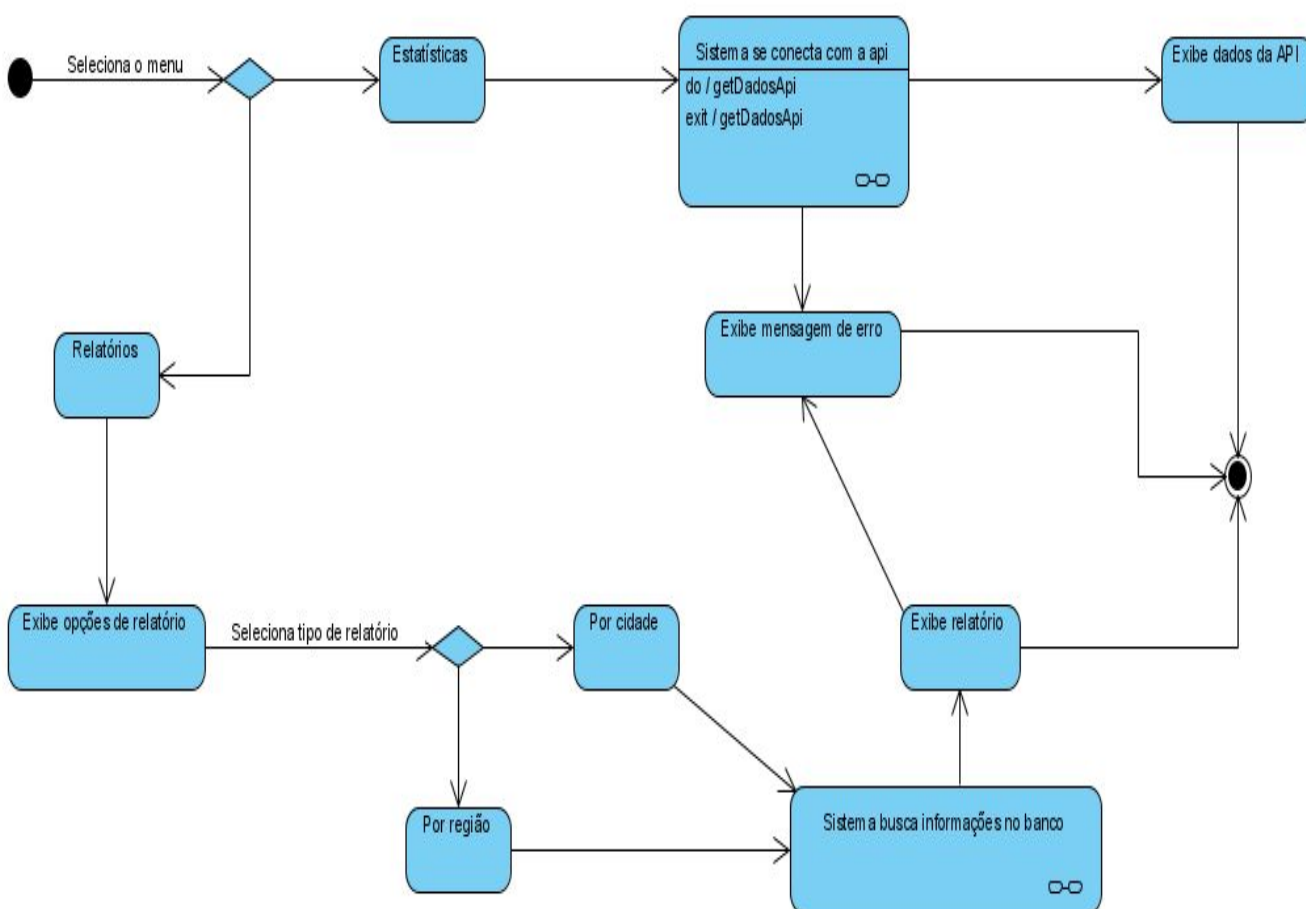 Seleciona o menu
Estatísticas
Sistema se conecta com a api
do / getDadosApi
exit / getDadosApi
Exibe dados da API
Relatórios
Exibe mensagem de erro
Exibe opções de relatório
Seleciona tipo de relatório
Por cidade
Exibe relatório
Por região
Sistema busca informações no banco